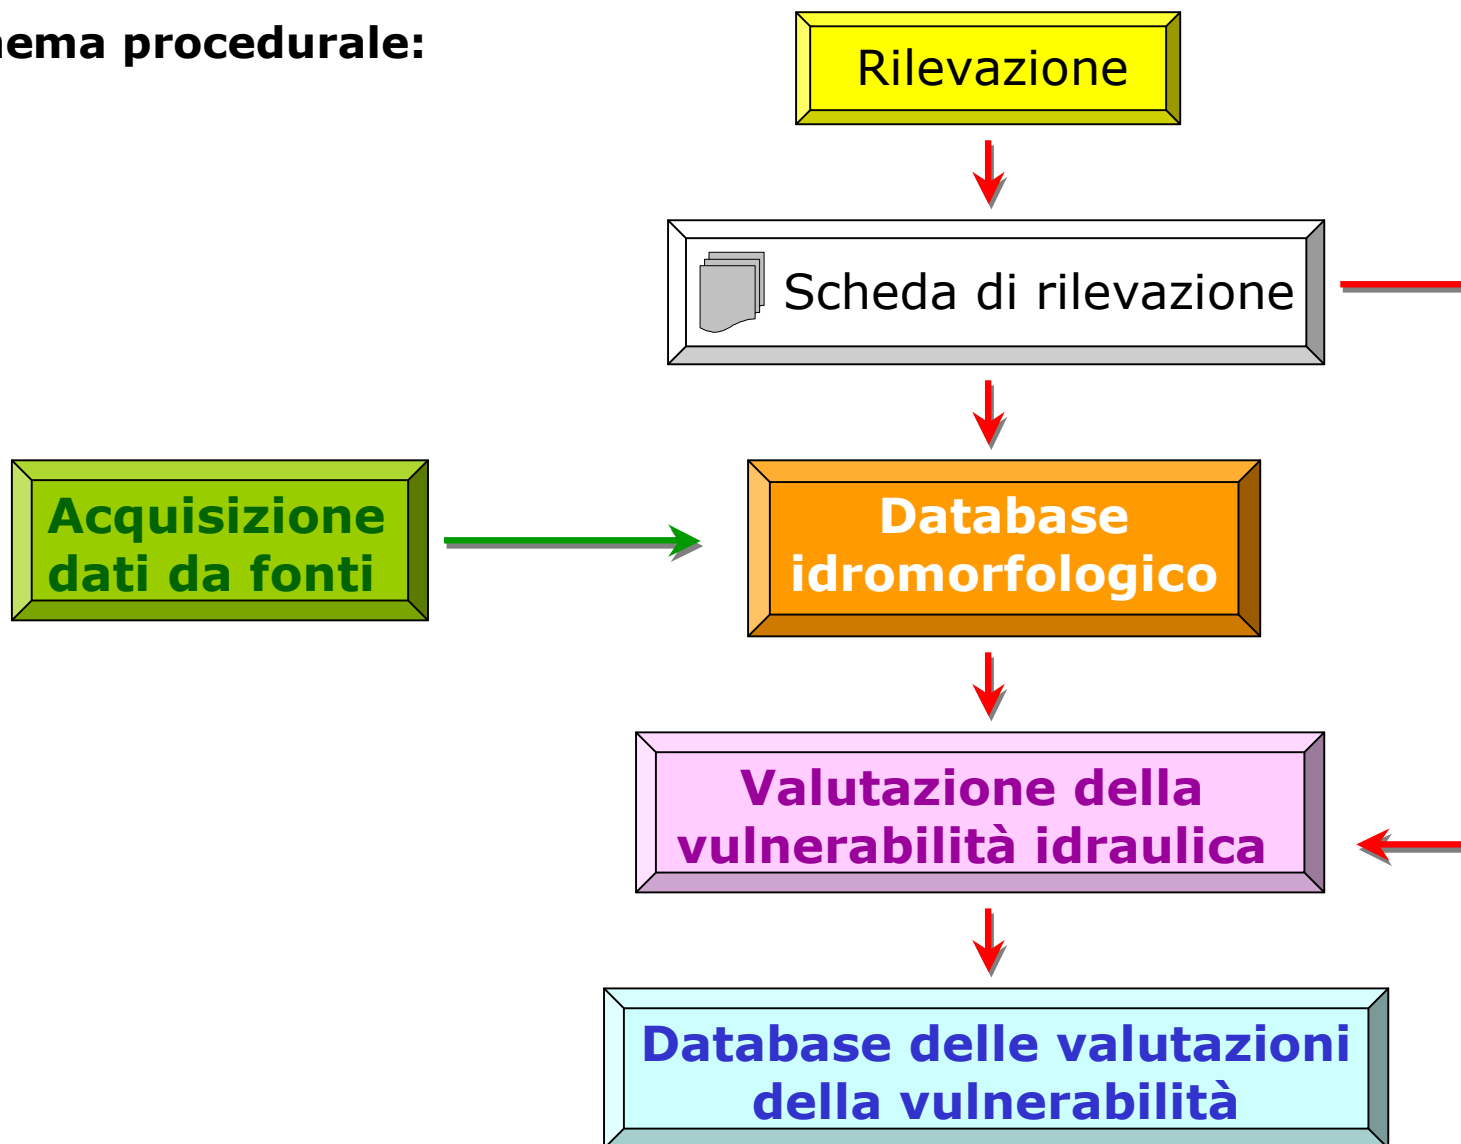 ema procedurale:
Rilevazione
Scheda di rilevazione
Acquisizione
dati da fonti
Database
idromorfologico
Valutazione della
vulnerabilità idraulica
Database delle valutazioni
della vulnerabilità